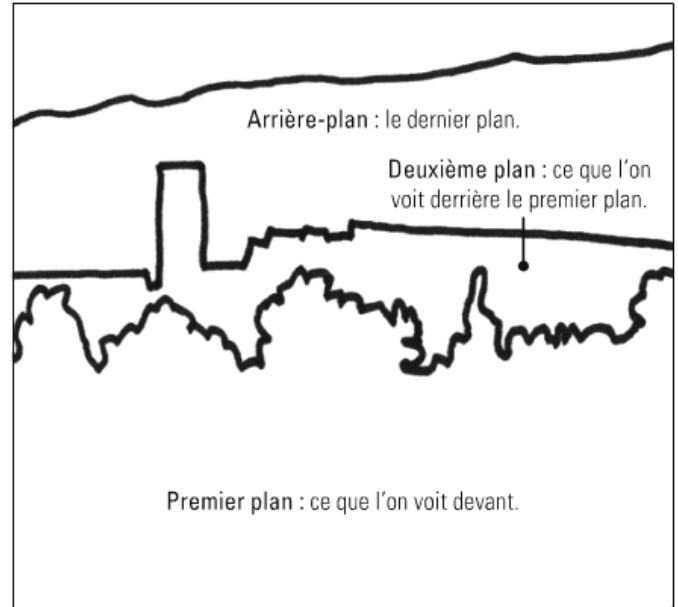 Arrière-plan : le dernier plan.
Deuxième plan : ce que l'on
voit derrière le premier plan.
Premier plan : ce que l'on voit devant.